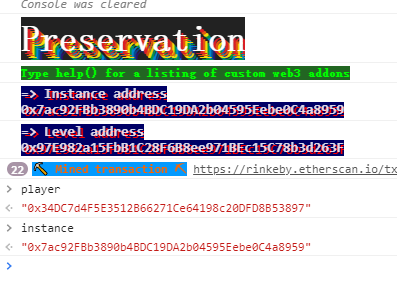 Console was cleared
Preservation
Type help() for a listing of custom web3 addons
=> Instance address
0x7ac92FBb3890b4BDC19DA2b04595Eebe0C4a8959
=> Level address
0x97E982a15FbB1C28F6B8ee971BEc15C78b3d263F
22 Mined transaction https://rinkeby.etherscan.io/tx
> player
"0x34DC7d4F5E3512B66271Ce64198c20DFD8B53897"
> instance
"0x7ac92FBb3890b4BDC19DA2b04595Eebe0C4a8959"
>